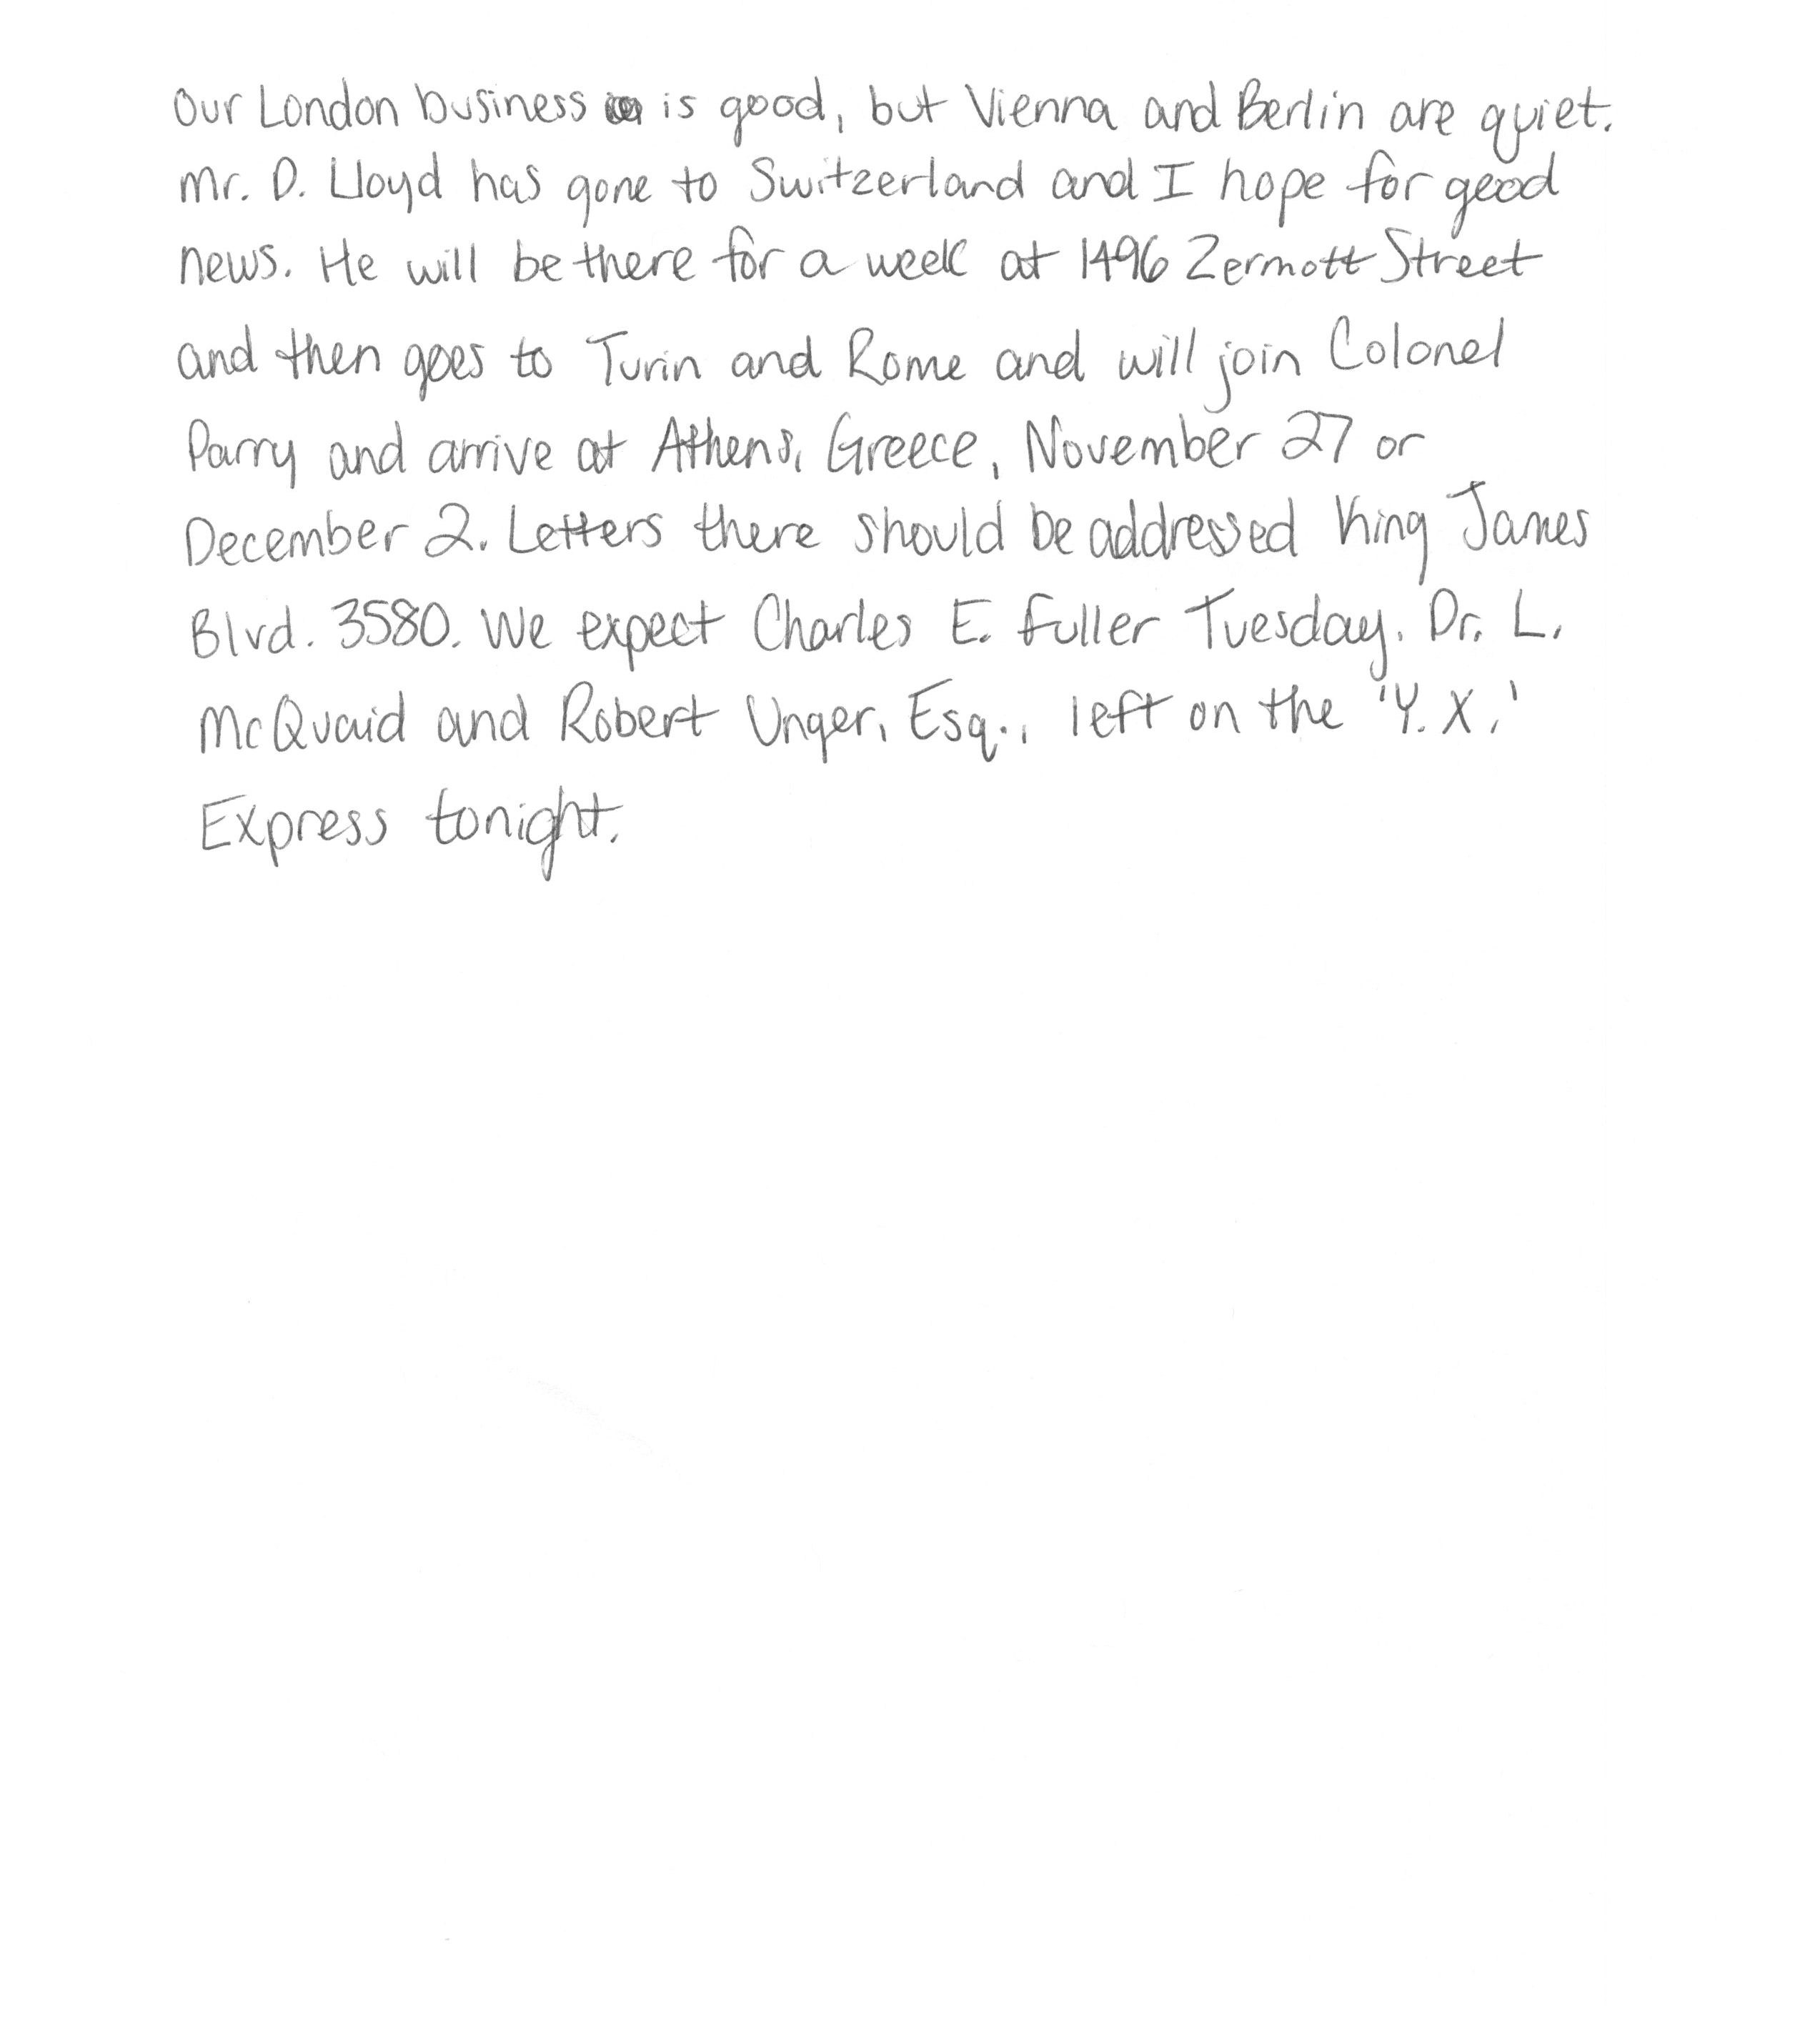 Our London business is good, but Vienna and Berlin are quiet.
Mr. D. Lloyd has gone to Switzerland and I hope for good
news. He will be there for a week at 1496 Zermott Street
and then goes to Turin and Rome and will join Colonel
Parry and arrive at Athens, Greece, November 27 or
December 2. Letters there should be addressed King James
Blvd. 3580. We expect Charles E. Fuller Tuesday. Dr. L.
McQuaid and Robert Unger, Esq., left on the 'Y.X.'
Express tonight.